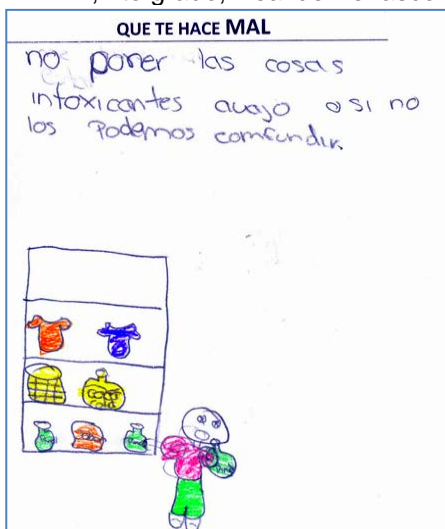 QUE TE HACE MAL
no poner las cosas
intoxicantes auajo o si no
los Podemos comfundir.